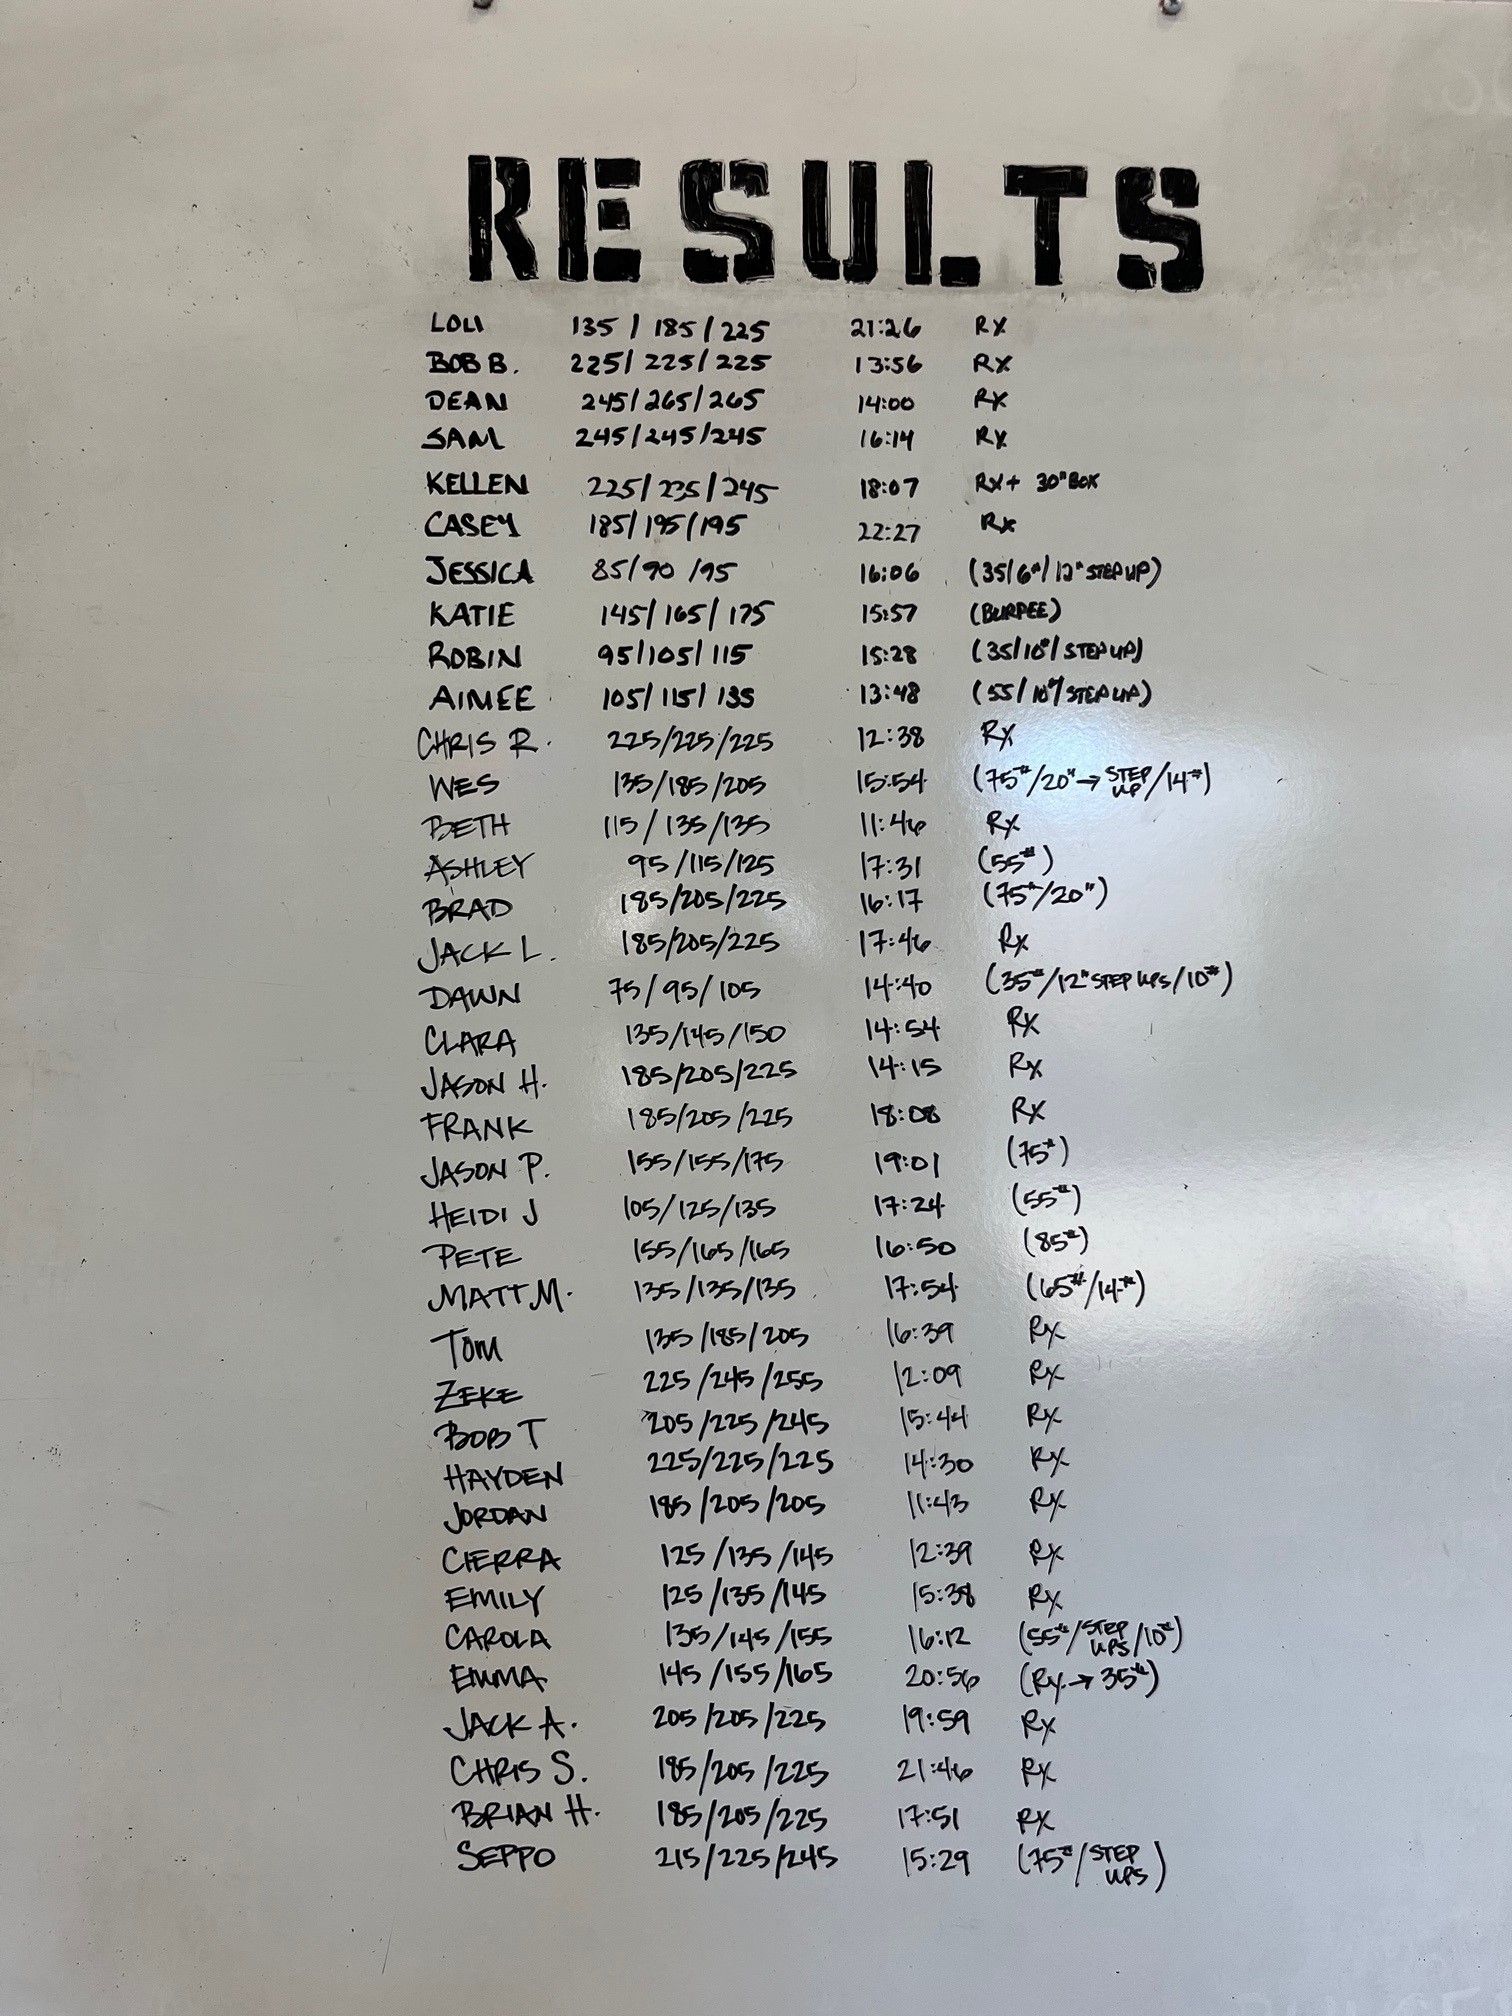 RESULTS
LOU 135 / 185 / 225 21:26 RX
BOB B. 225/ 225/ 225 13:56 RX
DEAN 245/265/265 14:00 RX
SAM 245/245/245 16:14 RX
KELLEN 225/ 235/ 245 18:07 RX+ 30" BOX
CASEY 185/ 195/ 195 22:27 RX
JESSICA 85/90 /95 16:06 (35/6#/12" STEP UP)
KATIE 145/ 165/ 175 15:57 (BURPEE)
ROBIN 95/105/ 115 15:28 (35/10#/ STEP UP)
AIMEE 105/ 115/ 135 13:48 (55/ 10#/ STEP UP)
CHRIS R. 225/225/225 12:38 RX
WES 135/185/205 15:54 (75#/20" → STEP UP/14#)
BETH 115/ 135/135 11:46 RX
ASHLEY 95/115/125 17:31 (55#)
BRAD 185/205/225 16:17 (75#/20")
JACK L. 185/205/225 17:46 RX
DAWN 75/ 95/ 105 14:40 (35#/12" STEP UPS/10#)
CLARA 135/145/150 14:54 RX
JASON H. 185/205/225 14:15 RX
FRANK 185/205/225 18:08 RX
JASON P. 155/155/175 19:01 (75#)
HEIDI J 105/125/135 17:24 (55#)
PETE 155/165/165 16:50 (85#)
MATT M. 135/135/135 17:54 (65#/14#)
TOM 135/185/205 16:39 RX
ZEKE 225/245/255 12:09 RX
BOB T 205/225/245 15:44 RX
HAYDEN 225/225/225 14:30 RX
JORDAN 185/205/205 11:43 RX
CIERRA 125/135/145 12:39 RX
EMILY 125/135/145 15:38 RX
CAROLA 135/145/155 16:12 (55#/STEP UPS/10#)
EMMA 145/155/165 20:56 (RX → 35#)
JACK A. 205/205/225 19:59 RX
CHRIS S. 185/205/225 21:46 RX
BRIAN H. 185/205/225 17:51 RX
SEPPO 215/225/245 15:29 (75#/STEP UPS)